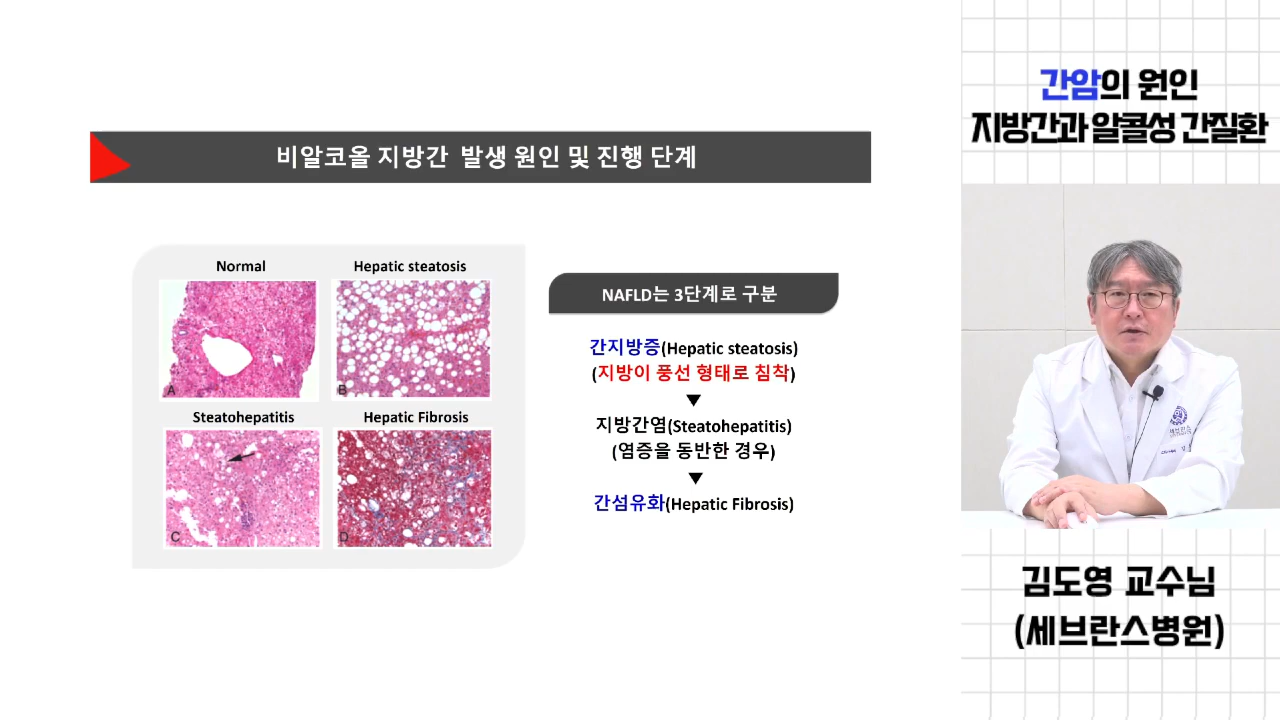 비알코올 지방간 발생 원인 및 진행 단계
Normal
Hepatic steatosis
A
B
Steatohepatitis
Hepatic Fibrosis
C
D
NAFLD는 3단계로 구분
간지방증(Hepatic steatosis)
(지방이 풍선 형태로 침착)
▼
지방간염(Steatohepatitis)
(염증을 동반한 경우)
▼
간섬유화(Hepatic Fibrosis)
간암의 원인
지방간과 알콜성 간질환
세브란스
김도영 교수님
(세브란스병원)